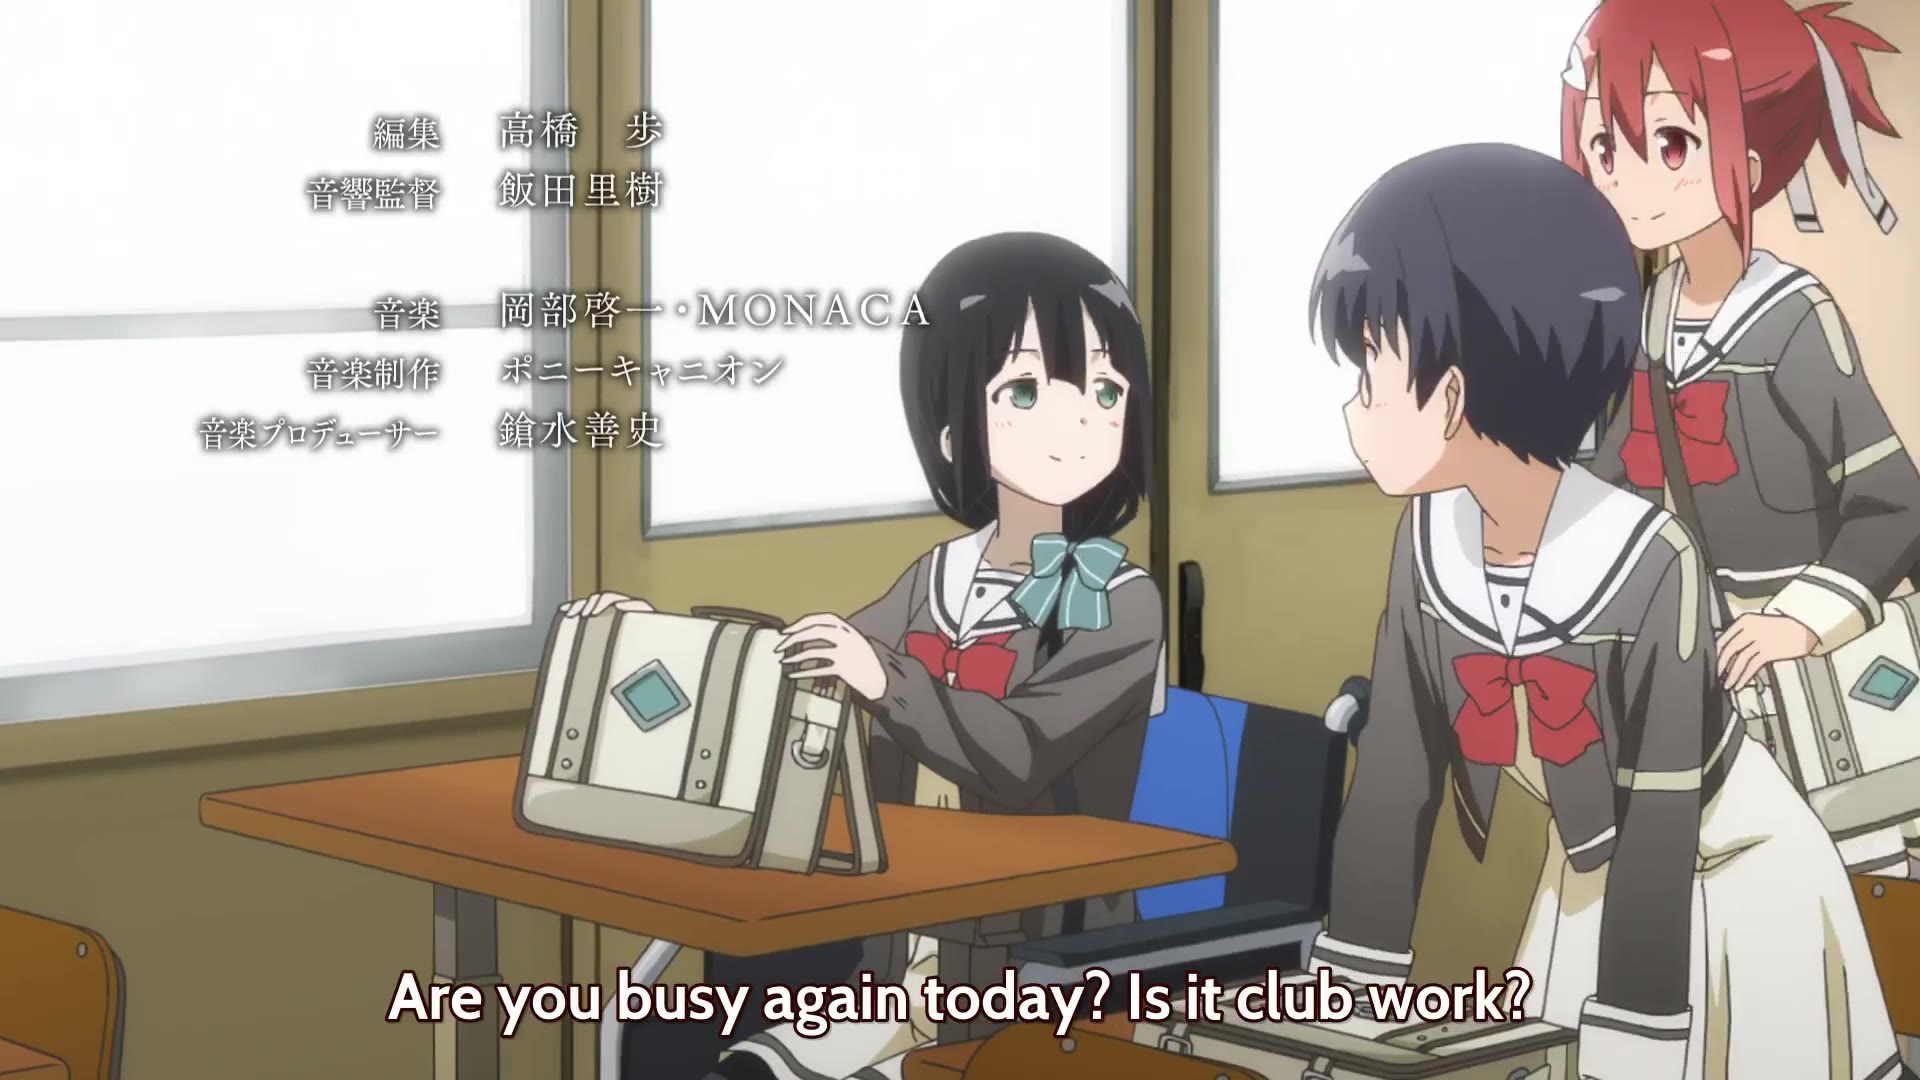 編集 高橋 歩
音響監督 飯田里樹
音楽 岡部啓一・MONACA
音楽制作 ポニーキャニオン
音楽プロデューサー 鎗水善史
Are you busy again today? Is it club work?